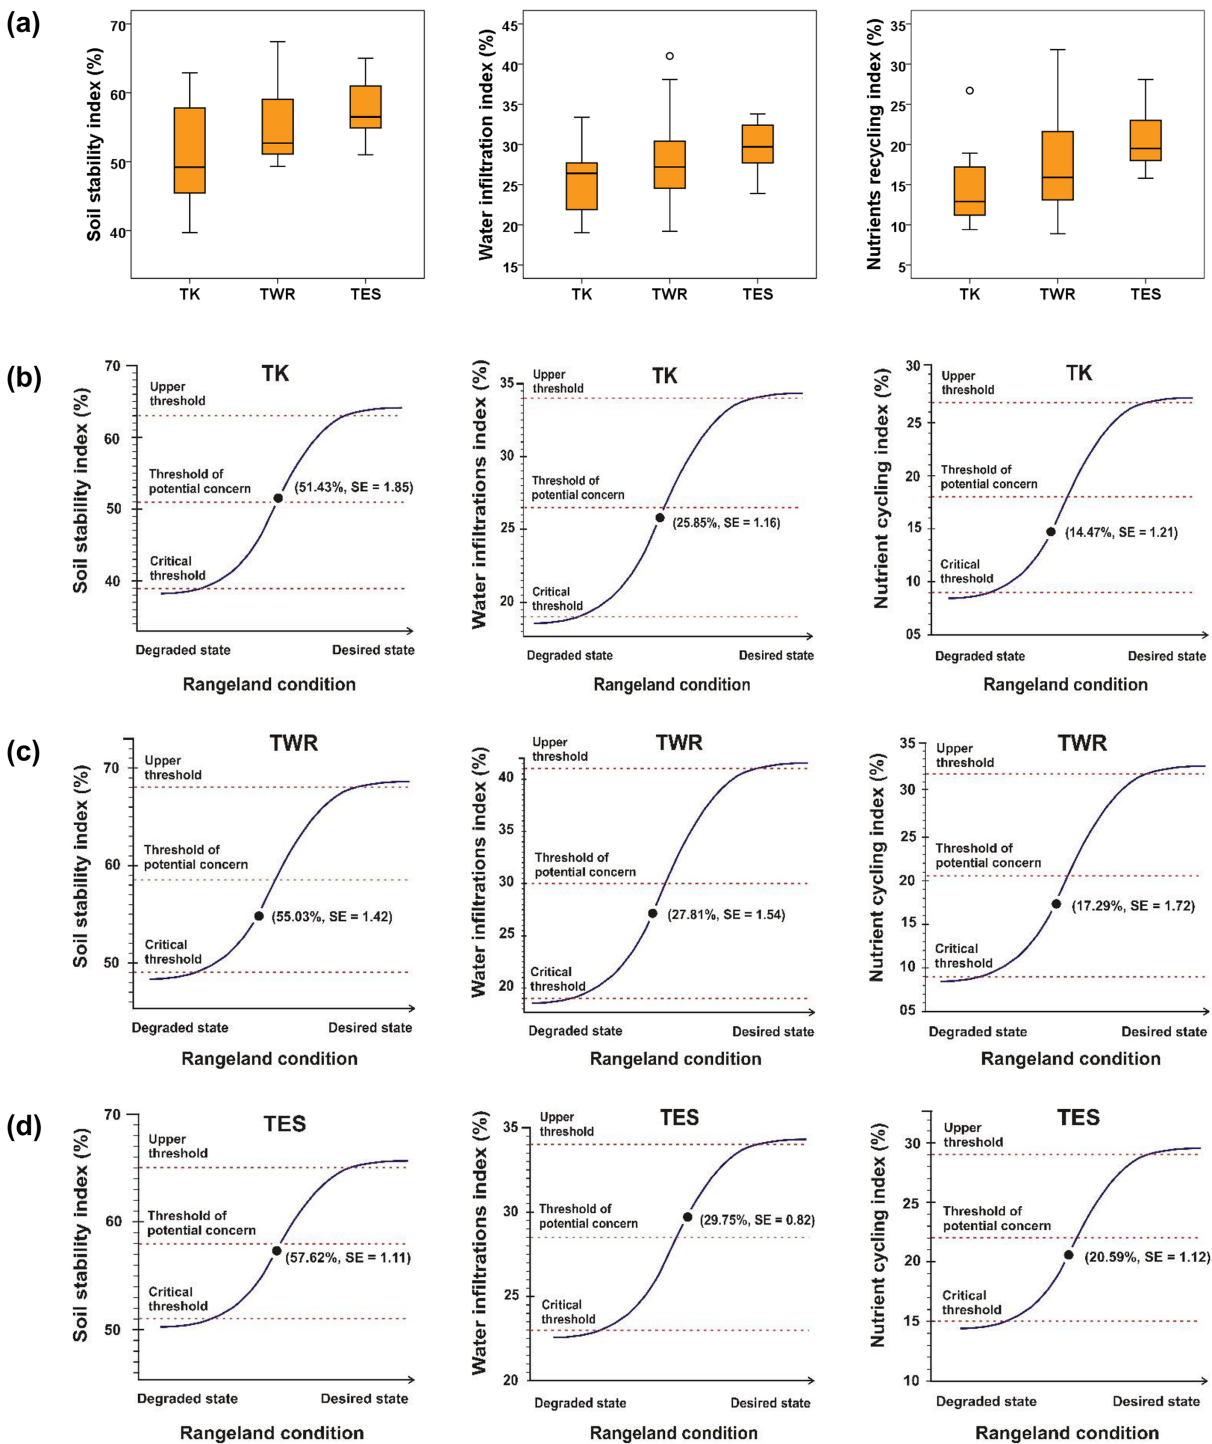 (a)
Soil stability index (%)
70
60
50
40
TK
TWR
TES
Water infiltration index (%)
45
40
35
30
25
20
15
TK
TWR
TES
Nutrients recycling index (%)
35
30
25
20
15
10
5
TK
TWR
TES
(b)
TK
Soil stability index (%)
70
60
50
40
Upper
threshold
Threshold of
potential concern
(51.43%, SE = 1.85)
Critical
threshold
Degraded state
Desired state
Rangeland condition
TK
Water infiltrations index (%)
35
30
25
20
Upper
threshold
Threshold of
potential concern
(25.85%, SE = 1.16)
Critical
threshold
Degraded state
Desired state
Rangeland condition
TK
Nutrient cycling index (%)
30
25
20
15
10
05
Upper
threshold
Threshold of
potential concern
(14.47%, SE = 1.21)
Critical
threshold
Degraded state
Desired state
Rangeland condition
(c)
TWR
Soil stability index (%)
70
60
50
Upper
threshold
Threshold of
potential concern
(55.03%, SE = 1.42)
Critical
threshold
Degraded state
Desired state
Rangeland condition
TWR
Water infiltrations index (%)
40
35
30
25
20
Upper
threshold
Threshold of
potential concern
(27.81%, SE = 1.54)
Critical
threshold
Degraded state
Desired state
Rangeland condition
TWR
Nutrient cycling index (%)
35
30
25
20
15
10
05
Upper
threshold
Threshold of
potential concern
(17.29%, SE = 1.72)
Critical
threshold
Degraded state
Desired state
Rangeland condition
(d)
TES
Soil stability index (%)
70
60
50
Upper
threshold
Threshold of
potential concern
(57.62%, SE = 1.11)
Critical
threshold
Degraded state
Desired state
Rangeland condition
TES
Water infiltrations index (%)
35
30
25
20
Upper
threshold
Threshold of
potential concern
(29.75%, SE = 0.82)
Critical
threshold
Degraded state
Desired state
Rangeland condition
TES
Nutrient cycling index (%)
30
25
20
15
10
Upper
threshold
Threshold of
potential concern
(20.59%, SE = 1.12)
Critical
threshold
Degraded state
Desired state
Rangeland condition